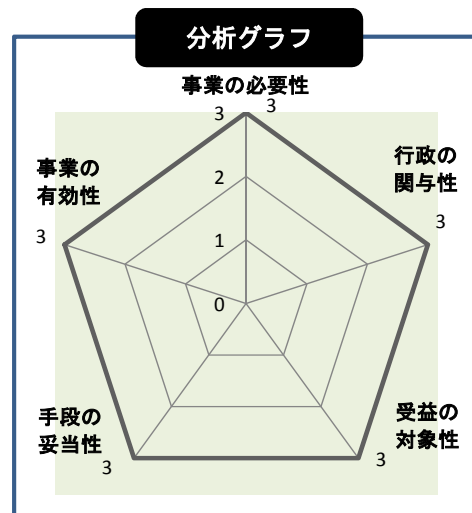 分析グラフ
事業の必要性
3
3
行政の
関与性
3
事業の
有効性
3
2
1
0
受益の
対象性
3
手段の
妥当性
3